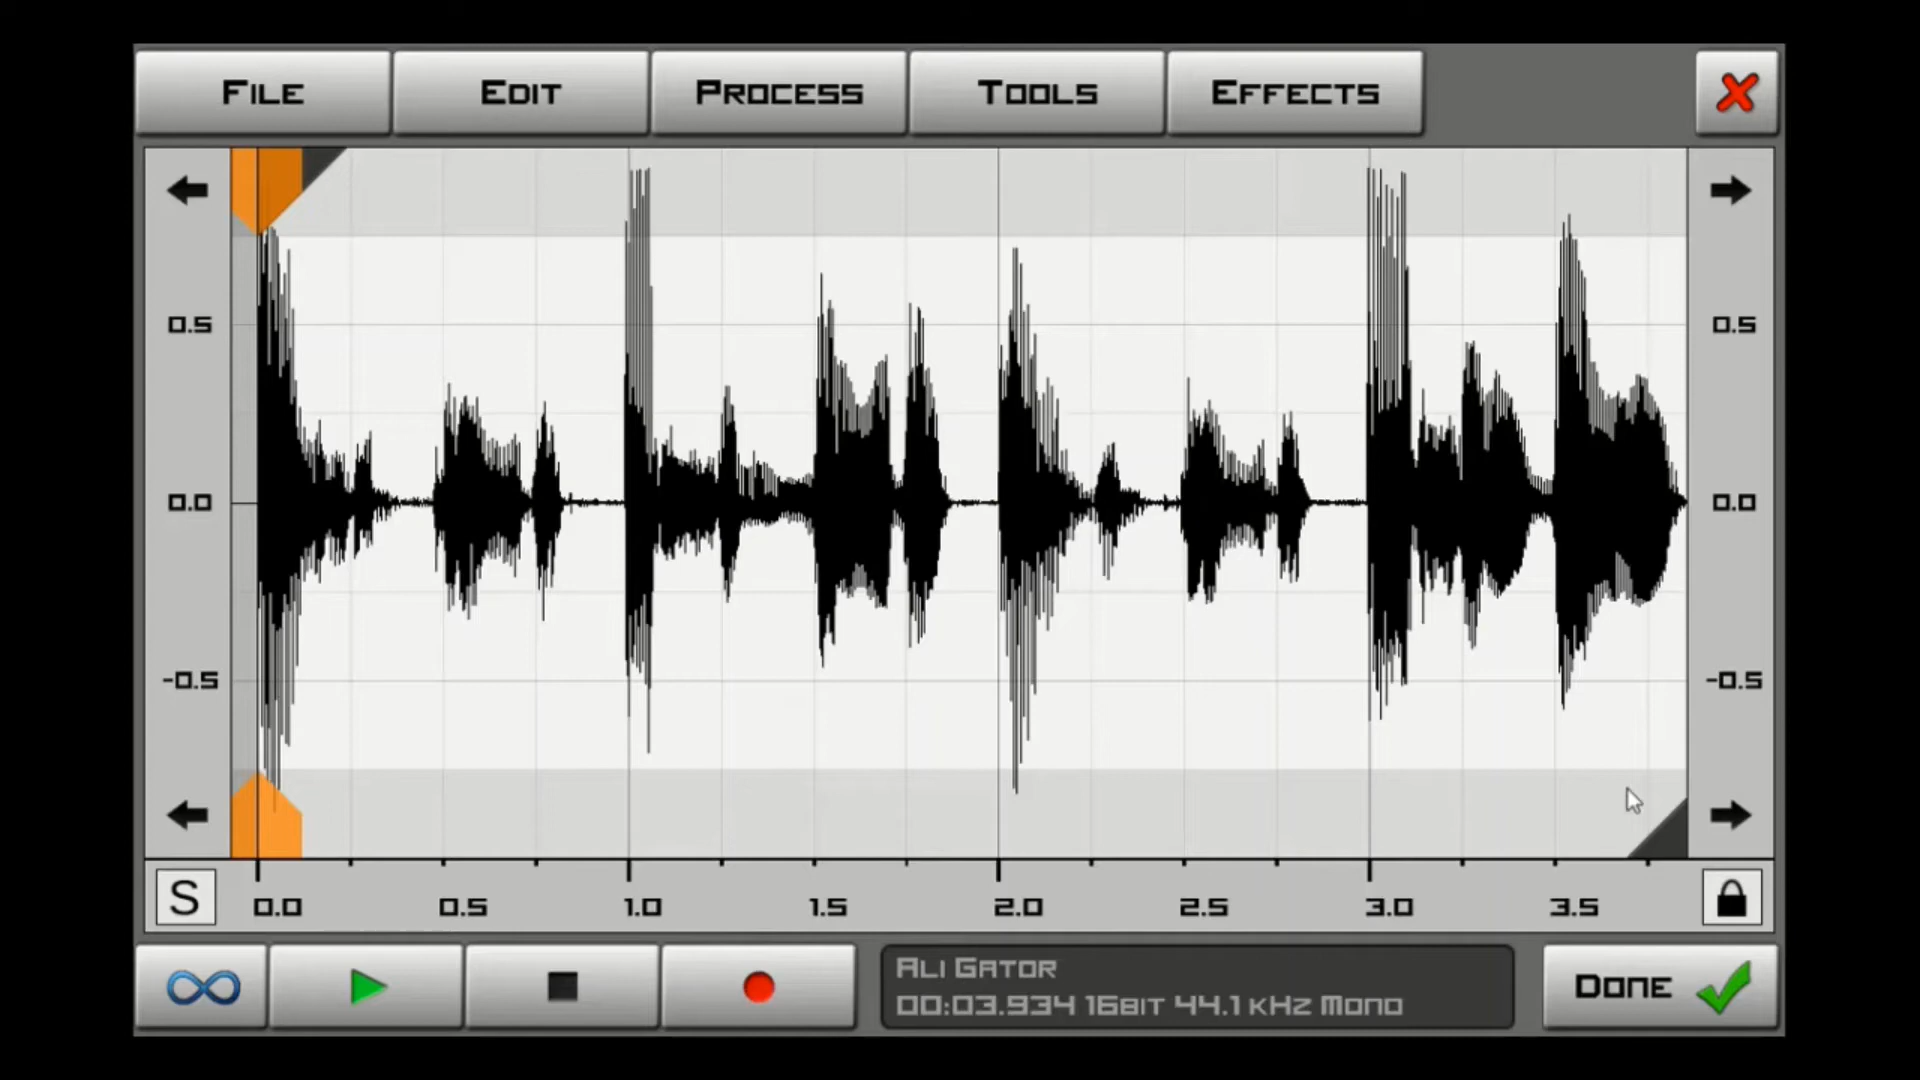 File Edit Process Tools Effects
0.5 0.5
0.0 0.0
-0.5 -0.5
S 0.0 0.5 1.0 1.5 2.0 2.5 3.0 3.5
Ali Gator
00:03.934 16bit 44.1 kHz Mono
Done